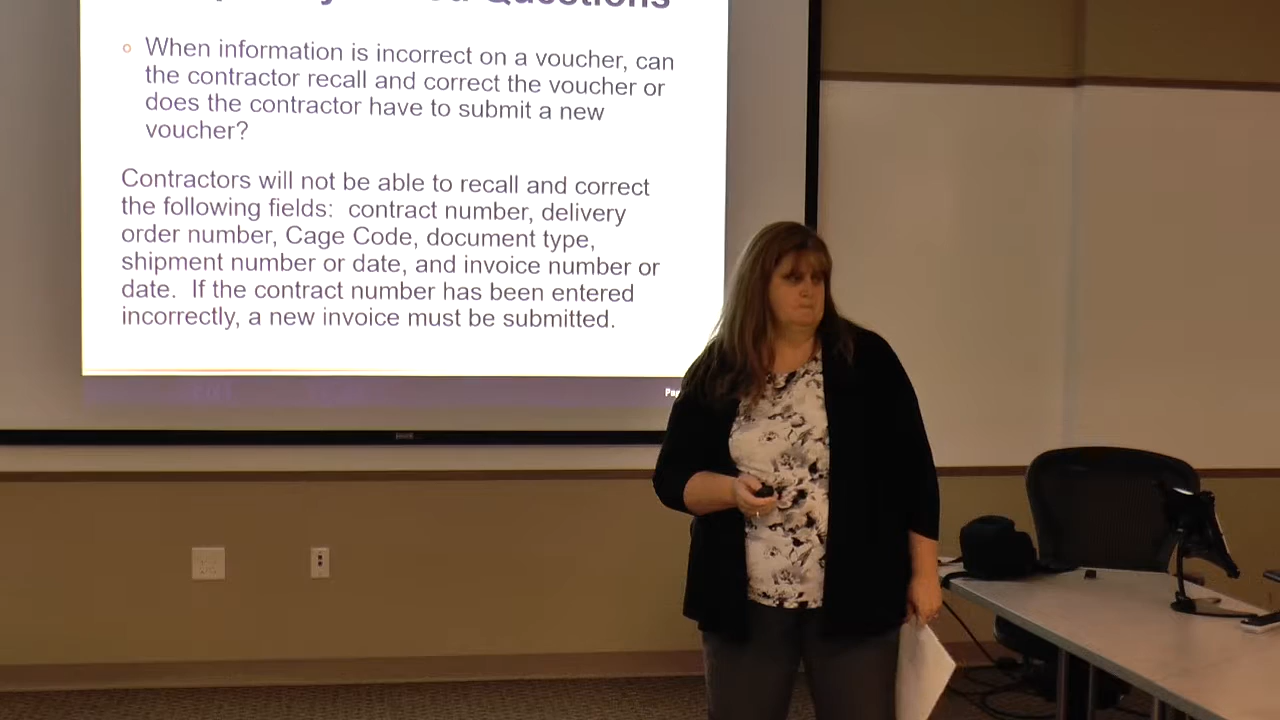 Questions
When information is incorrect on a voucher, can
the contractor recall and correct the voucher or
does the contractor have to submit a new
voucher?
Contractors will not be able to recall and correct
the following fields: contract number, delivery
order number, Cage Code, document type,
shipment number or date, and invoice number or
date. If the contract number has been entered
incorrectly, a new invoice must be submitted.